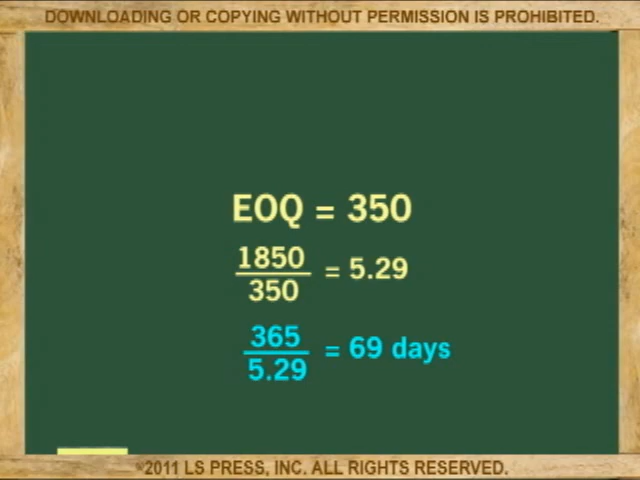 DOWNLOADING OR COPYING WITHOUT PERMISSION IS PROHIBITED.
EOQ = 350
1850
350
= 5.29
365
5.29
= 69 days
©2011 LS PRESS, INC. ALL RIGHTS RESERVED.